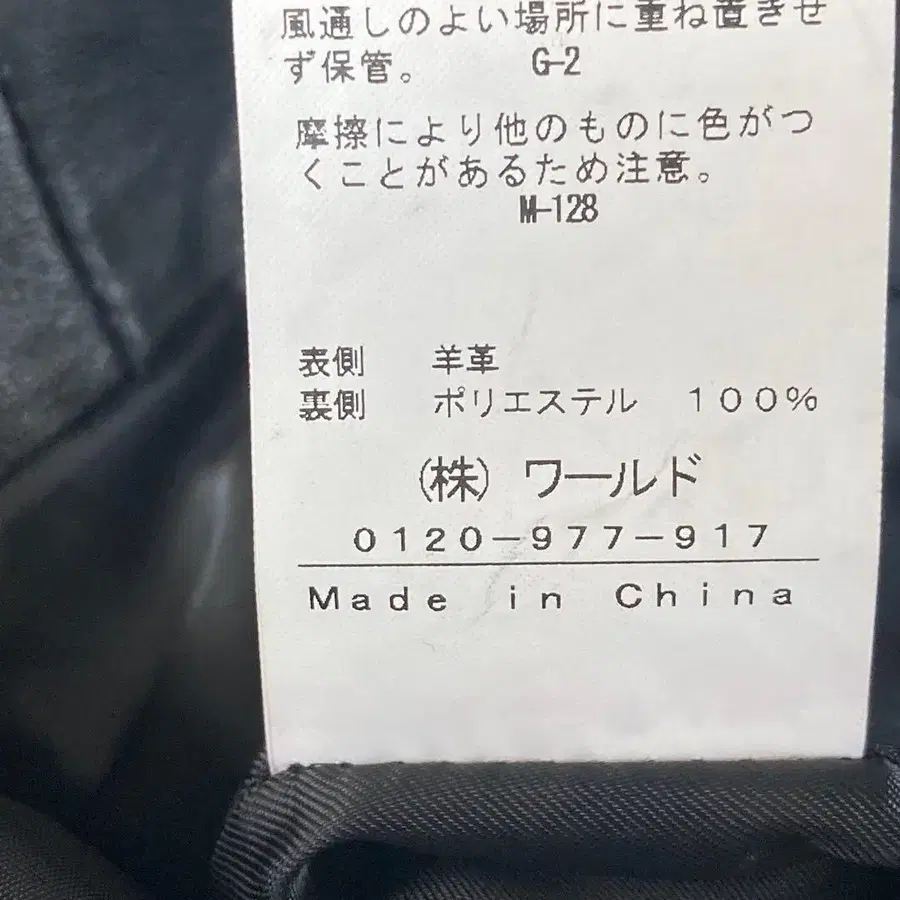 風通しのよい場所に重ね置きせ
ず保管。 G-2
摩擦により他のものに色がつ
くことがあるため注意。
M-128
表側 羊革
裏側 ポリエステル 100%
(株) ワールド
0120-977-917
Made in China